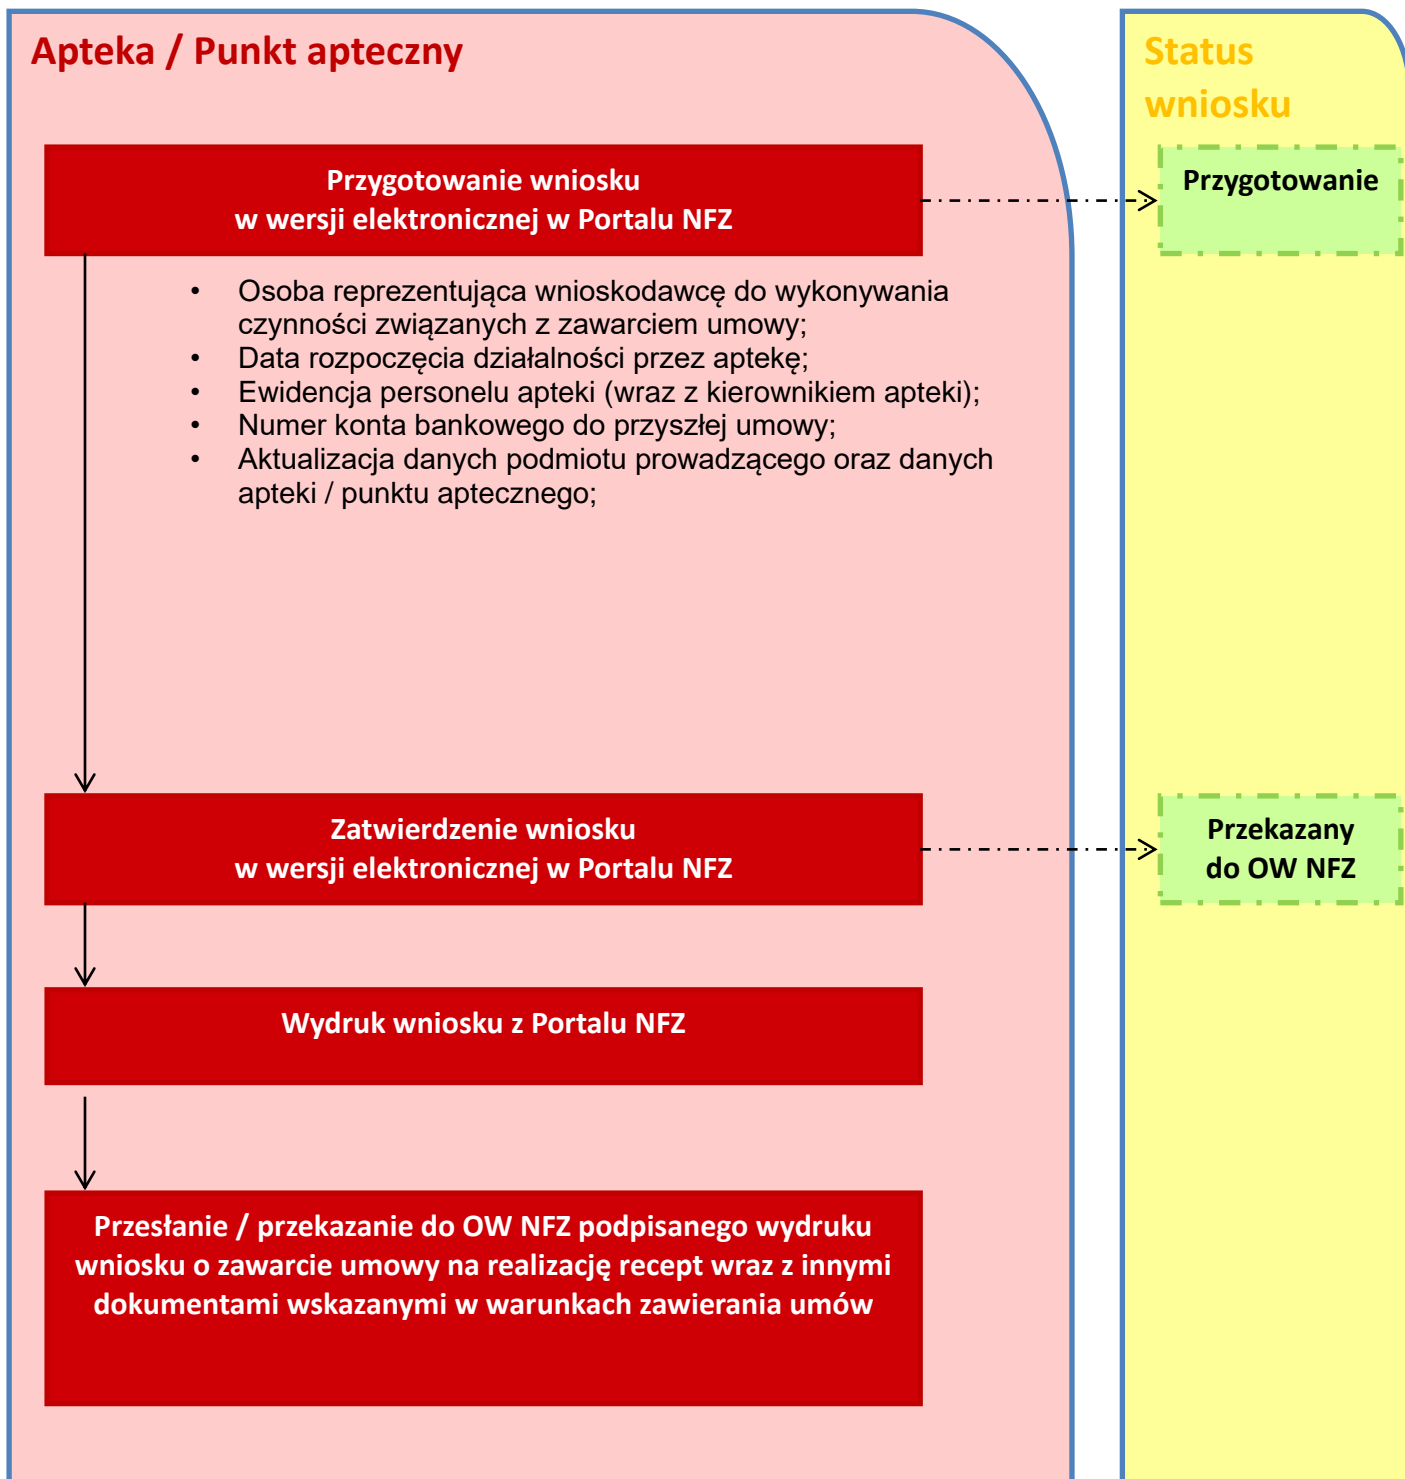 Apteka / Punkt apteczny
Status
wniosku
Przygotowanie wniosku
w wersji elektronicznej w Portalu NFZ
Przygotowanie
• Osoba reprezentująca wnioskodawcę do wykonywania
czynności związanych z zawarciem umowy;
• Data rozpoczęcia działalności przez aptekę;
• Ewidencja personelu apteki (wraz z kierownikiem apteki);
• Numer konta bankowego do przyszłej umowy;
• Aktualizacja danych podmiotu prowadzącego oraz danych
apteki / punktu aptecznego;
Zatwierdzenie wniosku
w wersji elektronicznej w Portalu NFZ
Przekazany
do OW NFZ
Wydruk wniosku z Portalu NFZ
Przesłanie / przekazanie do OW NFZ podpisanego wydruku
wniosku o zawarcie umowy na realizację recept wraz z innymi
dokumentami wskazanymi w warunkach zawierania umów